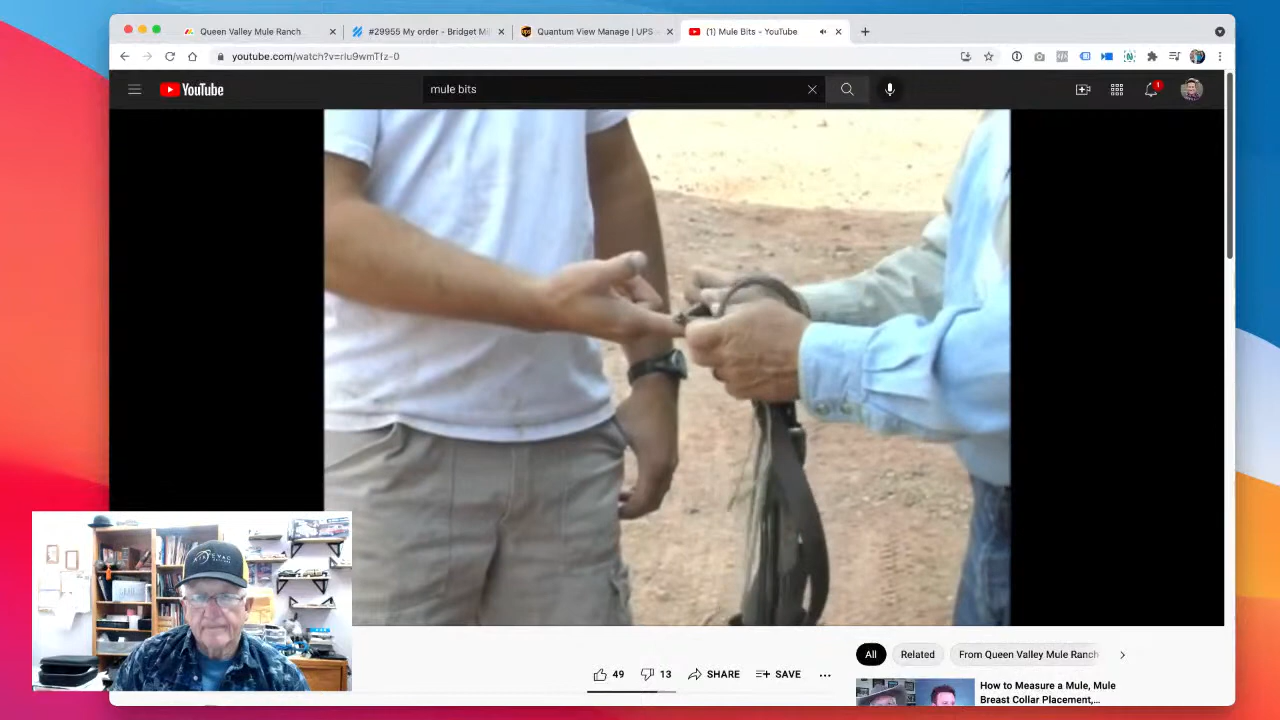 Queen Valley Mule Ranch
#29955 My order - Bridget M
Quantum View Manage | UPS
(1) Mule Bits - YouTube
youtube.com/watch?v=rlu9wmTfz-0
YouTube
mule bits
1
49
13
SHARE
SAVE
All
Related
From Queen Valley Mule Ranch
How to Measure a Mule, Mule
Breast Collar Placement,...